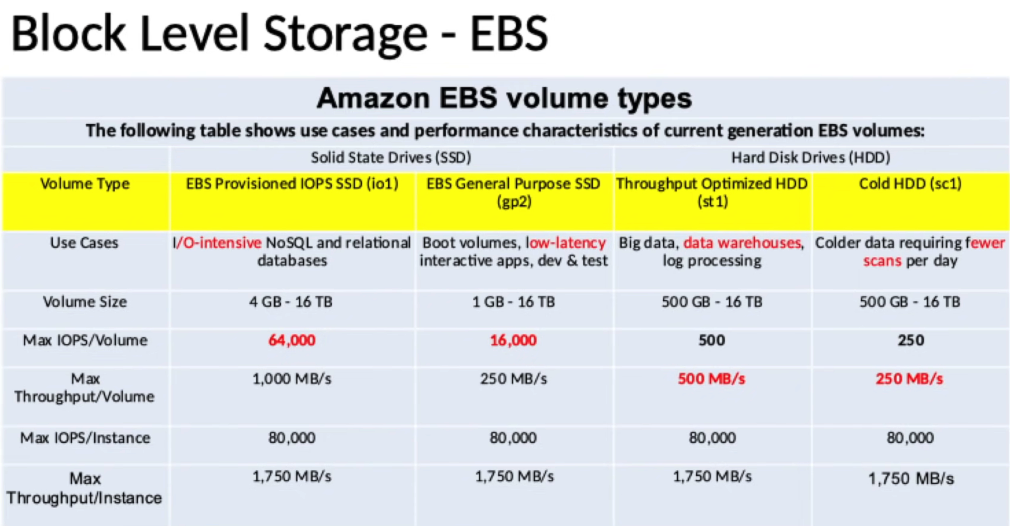 Block Level Storage - EBS
Amazon EBS volume types
The following table shows use cases and performance characteristics of current generation EBS volumes:
Solid State Drives (SSD) Hard Disk Drives (HDD)
Volume Type EBS Provisioned IOPS SSD (io1) EBS General Purpose SSD Throughput Optimized HDD Cold HDD (sc1)
(gp2) (st1)
Use Cases I/O-intensive NoSQL and relational Boot volumes, low-latency Big data, data warehouses, Colder data requiring fewer
databases interactive apps, dev & test log processing scans per day
Volume Size 4 GB - 16 TB 1 GB - 16 TB 500 GB - 16 TB 500 GB - 16 TB
Max IOPS/Volume 64,000 16,000 500 250
Max 1,000 MB/s 250 MB/s 500 MB/s 250 MB/s
Throughput/Volume
Max IOPS/Instance 80,000 80,000 80,000 80,000
Max 1,750 MB/s 1,750 MB/s 1,750 MB/s 1,750 MB/s
Throughput/Instance